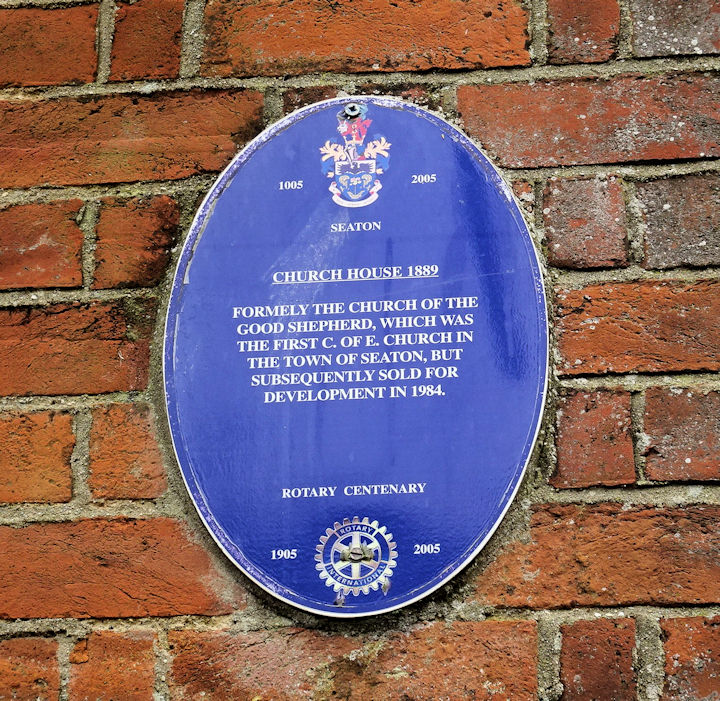 1005 2005
SEATON
CHURCH HOUSE 1889
FORMELY THE CHURCH OF THE
GOOD SHEPHERD, WHICH WAS
THE FIRST C. OF E. CHURCH IN
THE TOWN OF SEATON, BUT
SUBSEQUENTLY SOLD FOR
DEVELOPMENT IN 1984.
ROTARY CENTENARY
1905 2005
ROTARY
INTERNATIONAL